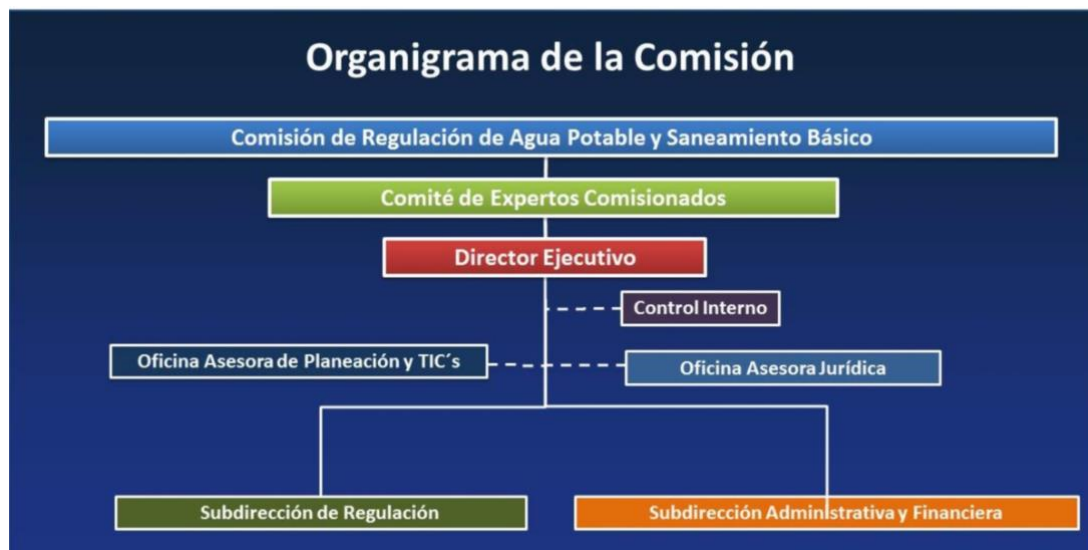 Organigrama de la Comisión
Comisión de Regulación de Agua Potable y Saneamiento Básico
Comité de Expertos Comisionados
Director Ejecutivo
Control Interno
Oficina Asesora de Planeación y TIC´s
Oficina Asesora Jurídica
Subdirección de Regulación
Subdirección Administrativa y Financiera